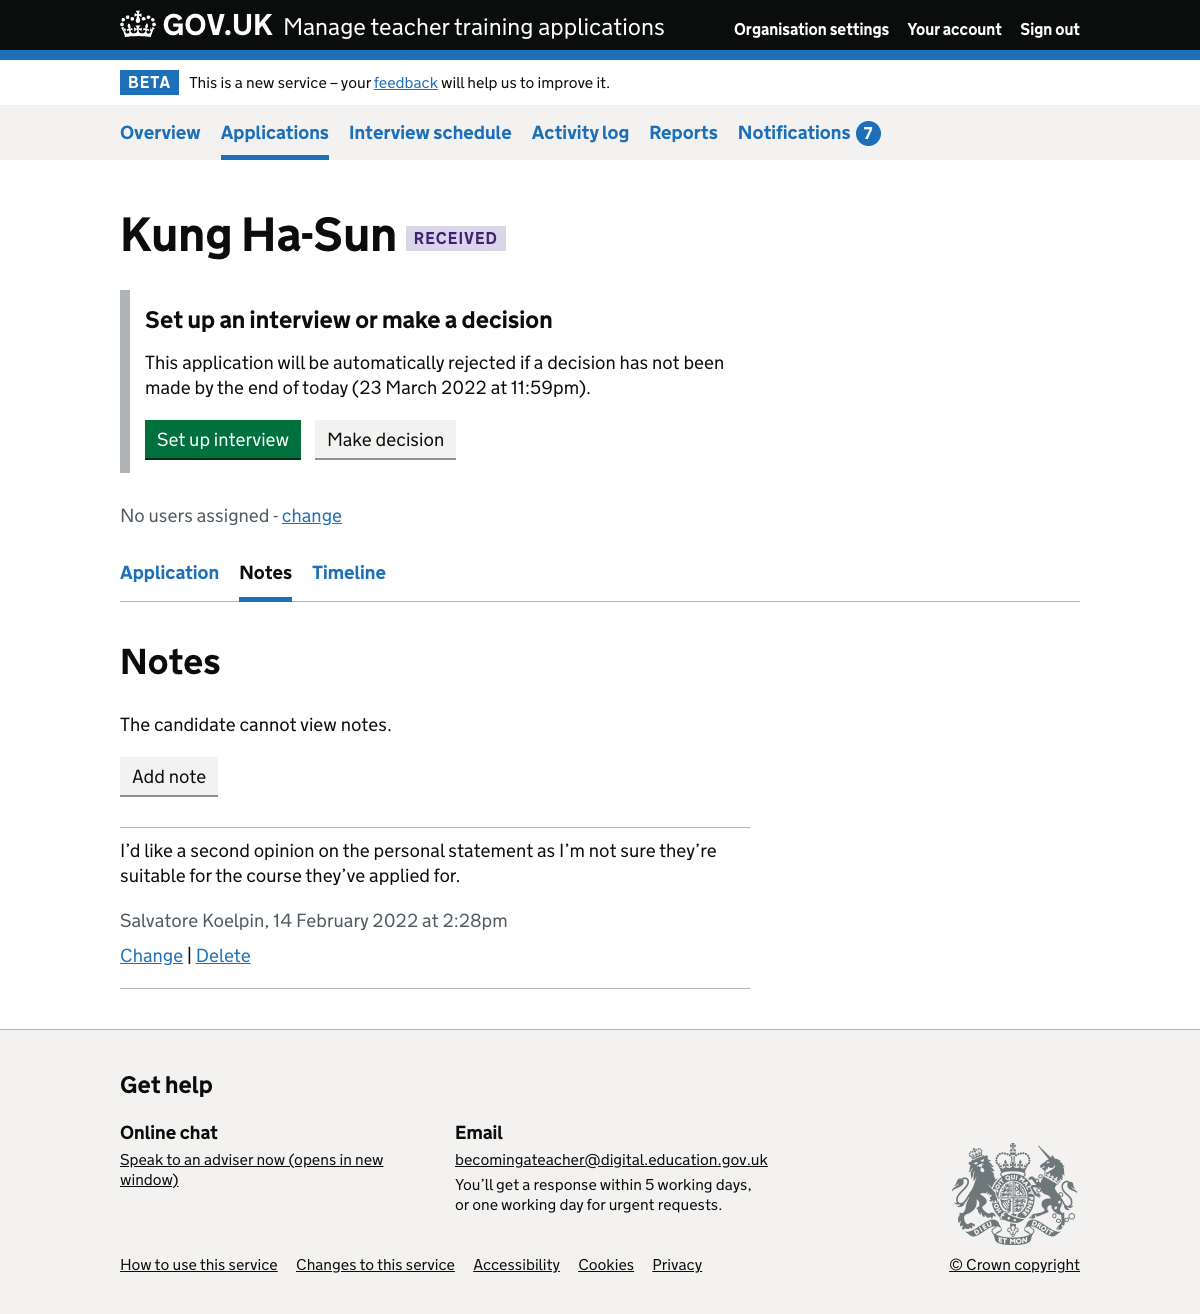 GOV.UK Manage teacher training applications
Organisation settings Your account Sign out
BETA This is a new service – your feedback will help us to improve it.
Overview Applications Interview schedule Activity log Reports Notifications 7
Kung Ha-Sun RECEIVED
Set up an interview or make a decision
This application will be automatically rejected if a decision has not been
made by the end of today (23 March 2022 at 11:59pm).
Set up interview Make decision
No users assigned - change
Application Notes Timeline
Notes
The candidate cannot view notes.
Add note
I’d like a second opinion on the personal statement as I’m not sure they’re
suitable for the course they’ve applied for.
Salvatore Koelpin, 14 February 2022 at 2:28pm
Change | Delete
Get help
Online chat
Speak to an adviser now (opens in new
window)
Email
becomingateacher@digital.education.gov.uk
You’ll get a response within 5 working days,
or one working day for urgent requests.
DIEU ET MON DROIT
How to use this service Changes to this service Accessibility Cookies Privacy
© Crown copyright